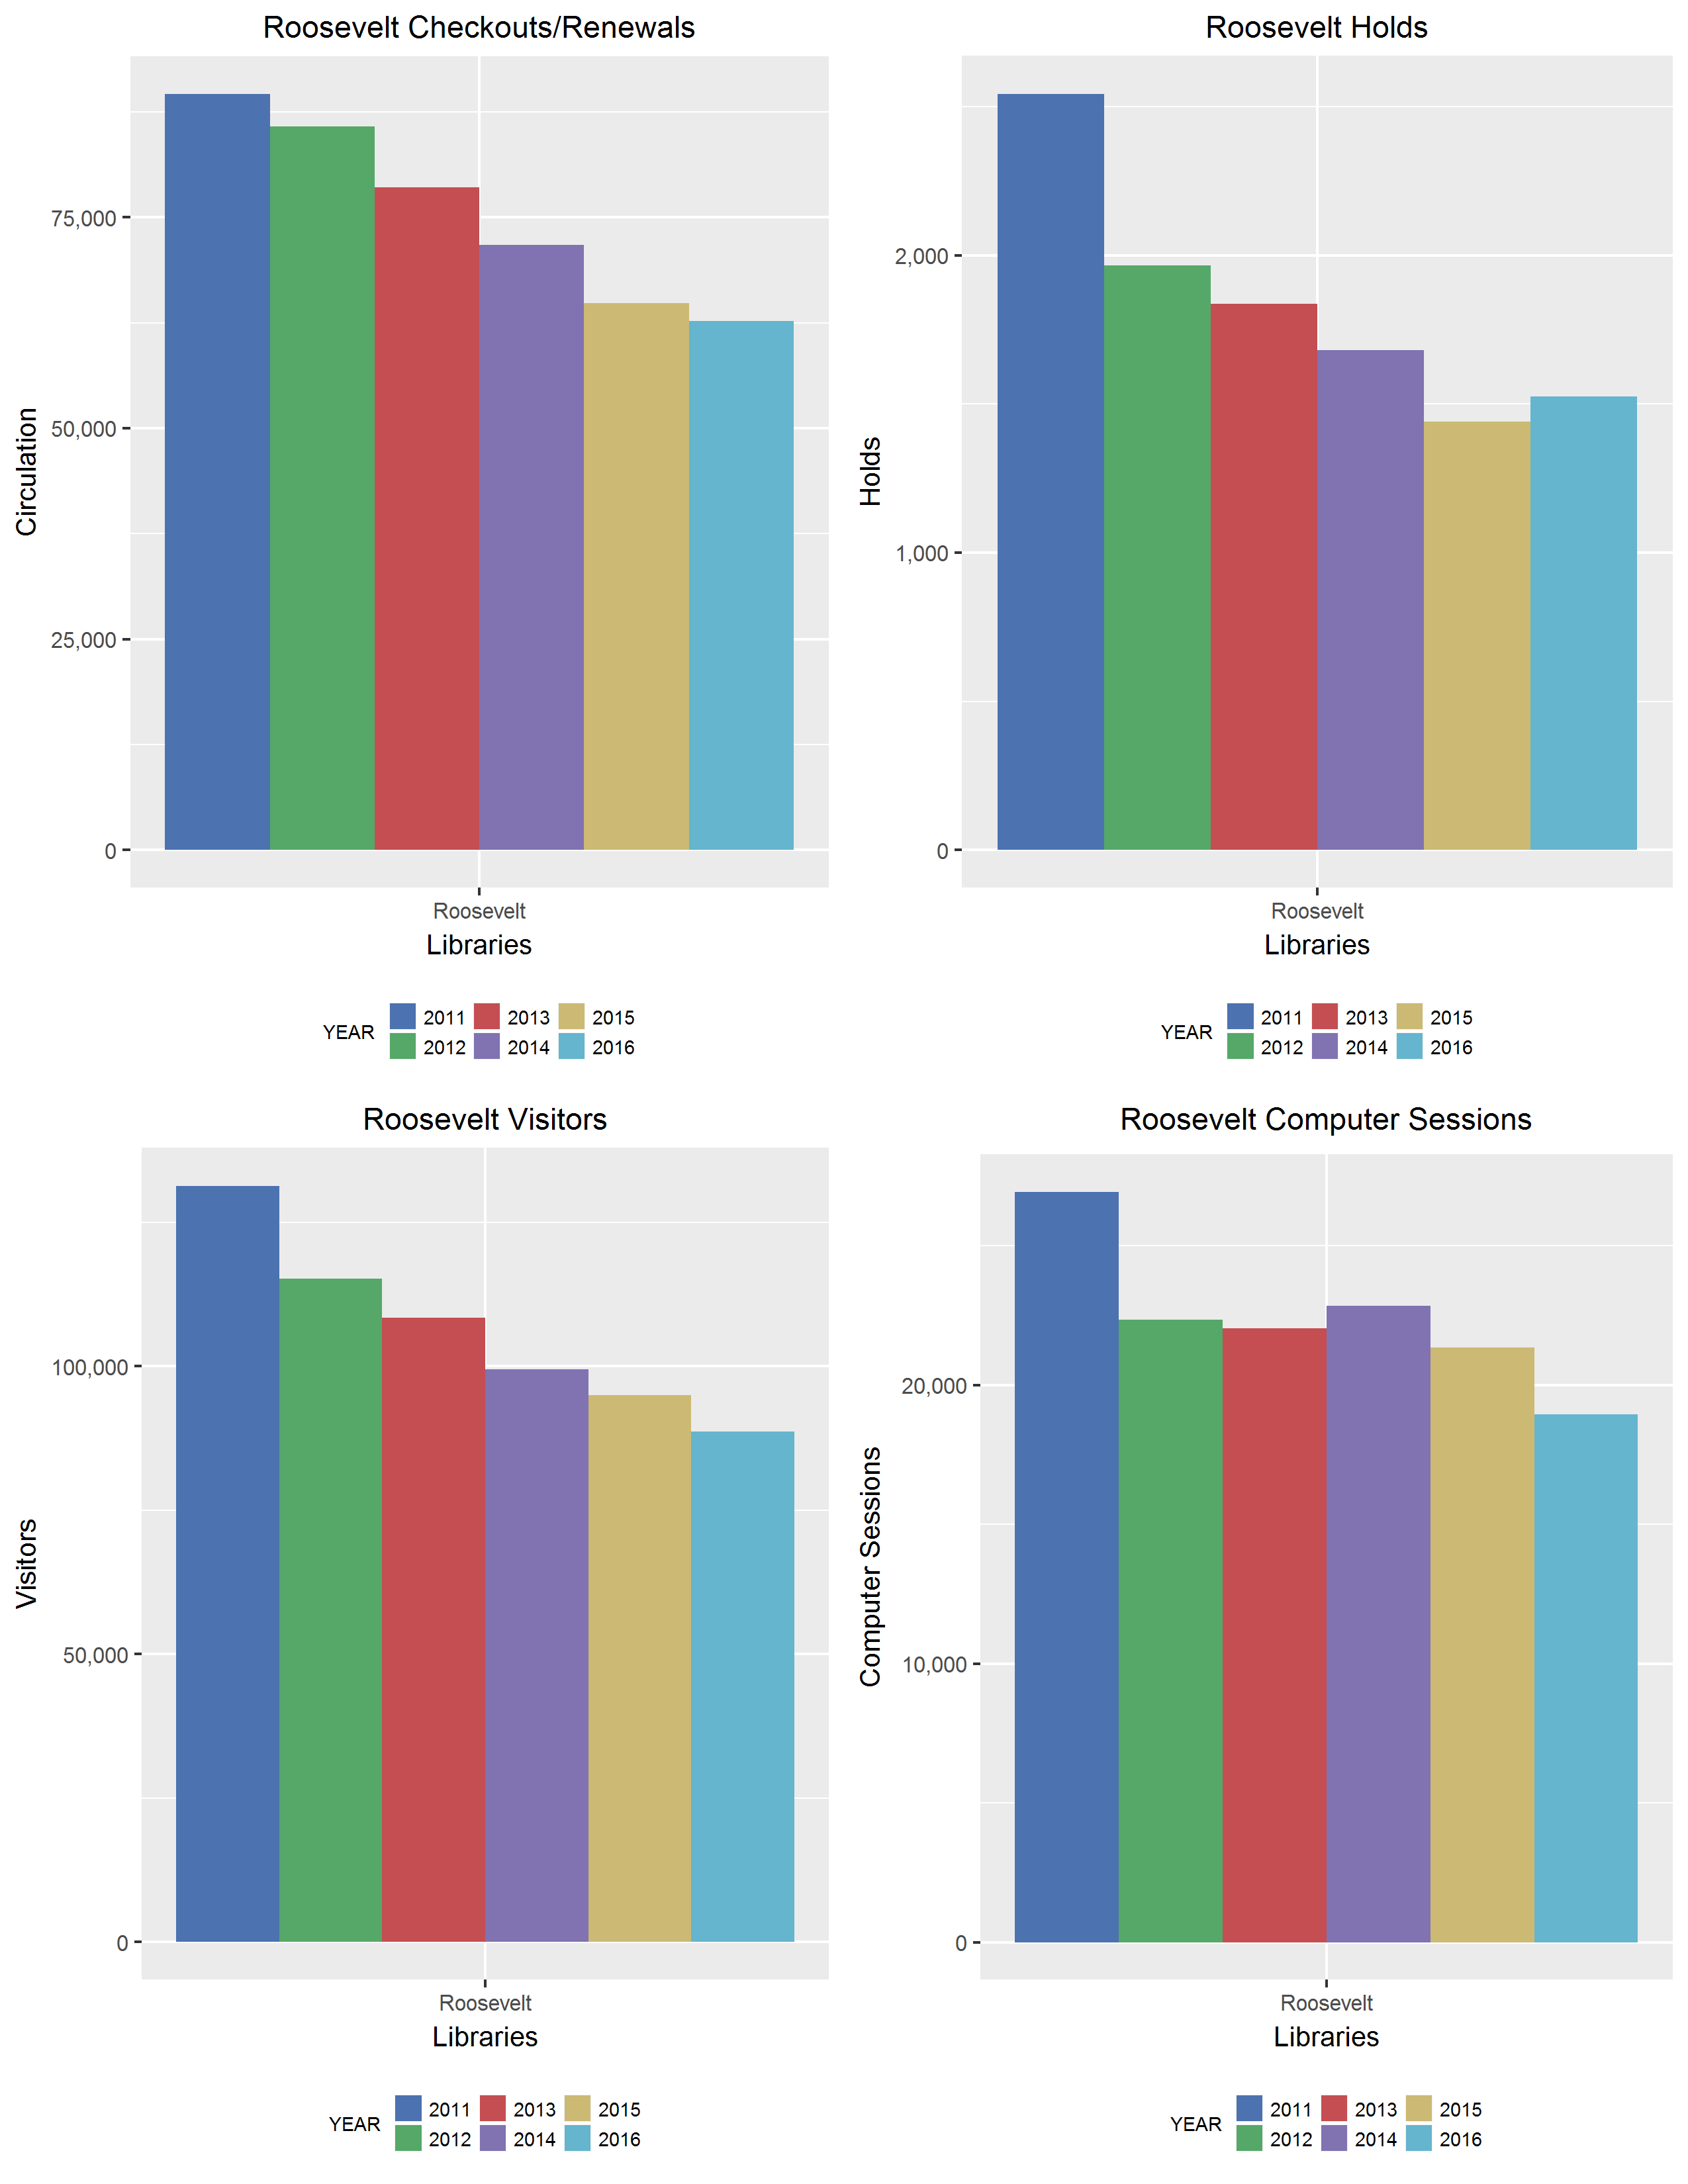 Roosevelt Checkouts/Renewals
Circulation
75,000
50,000
25,000
0
Roosevelt
Libraries
YEAR
2011 2013 2015
2012 2014 2016
Roosevelt Holds
Holds
2,000
1,000
0
Roosevelt
Libraries
YEAR
2011 2013 2015
2012 2014 2016
Roosevelt Visitors
Visitors
100,000
50,000
0
Roosevelt
Libraries
YEAR
2011 2013 2015
2012 2014 2016
Roosevelt Computer Sessions
Computer Sessions
20,000
10,000
0
Roosevelt
Libraries
YEAR
2011 2013 2015
2012 2014 2016